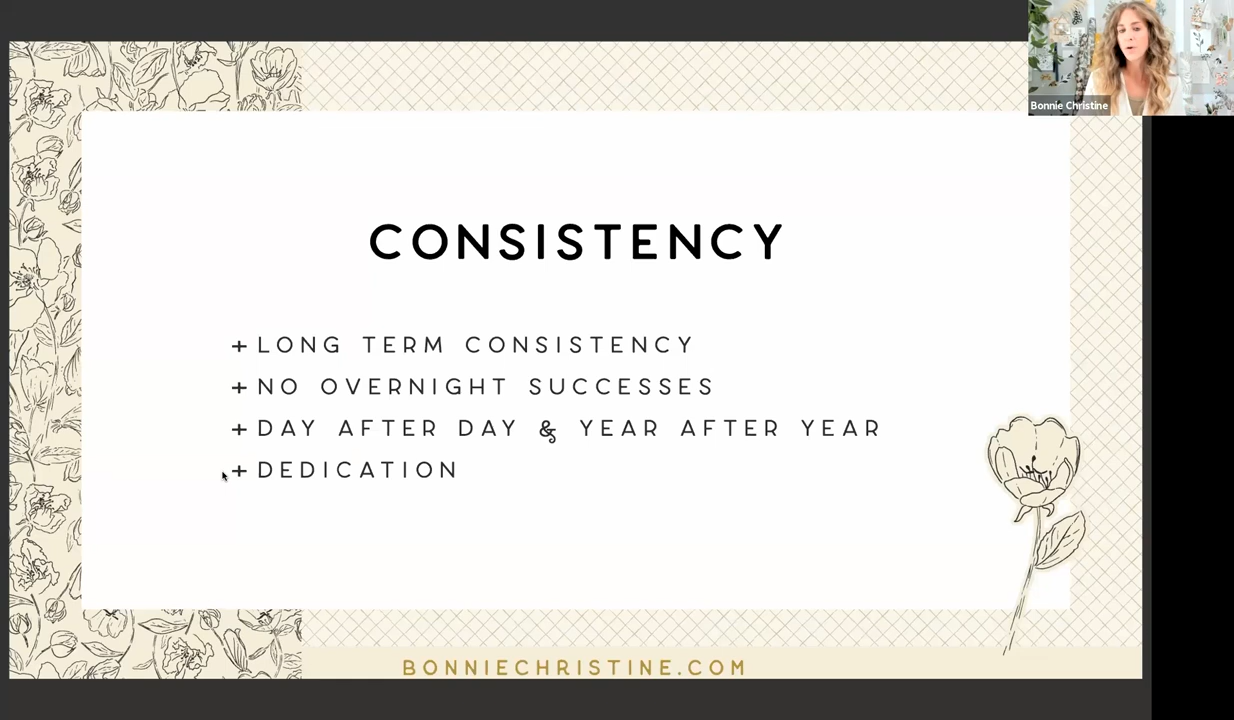 Bonnie Christine
CONSISTENCY
+ LONG TERM CONSISTENCY
+ NO OVERNIGHT SUCCESSES
+ DAY AFTER DAY & YEAR AFTER YEAR
+ DEDICATION
BONNIECHRISTINE.COM